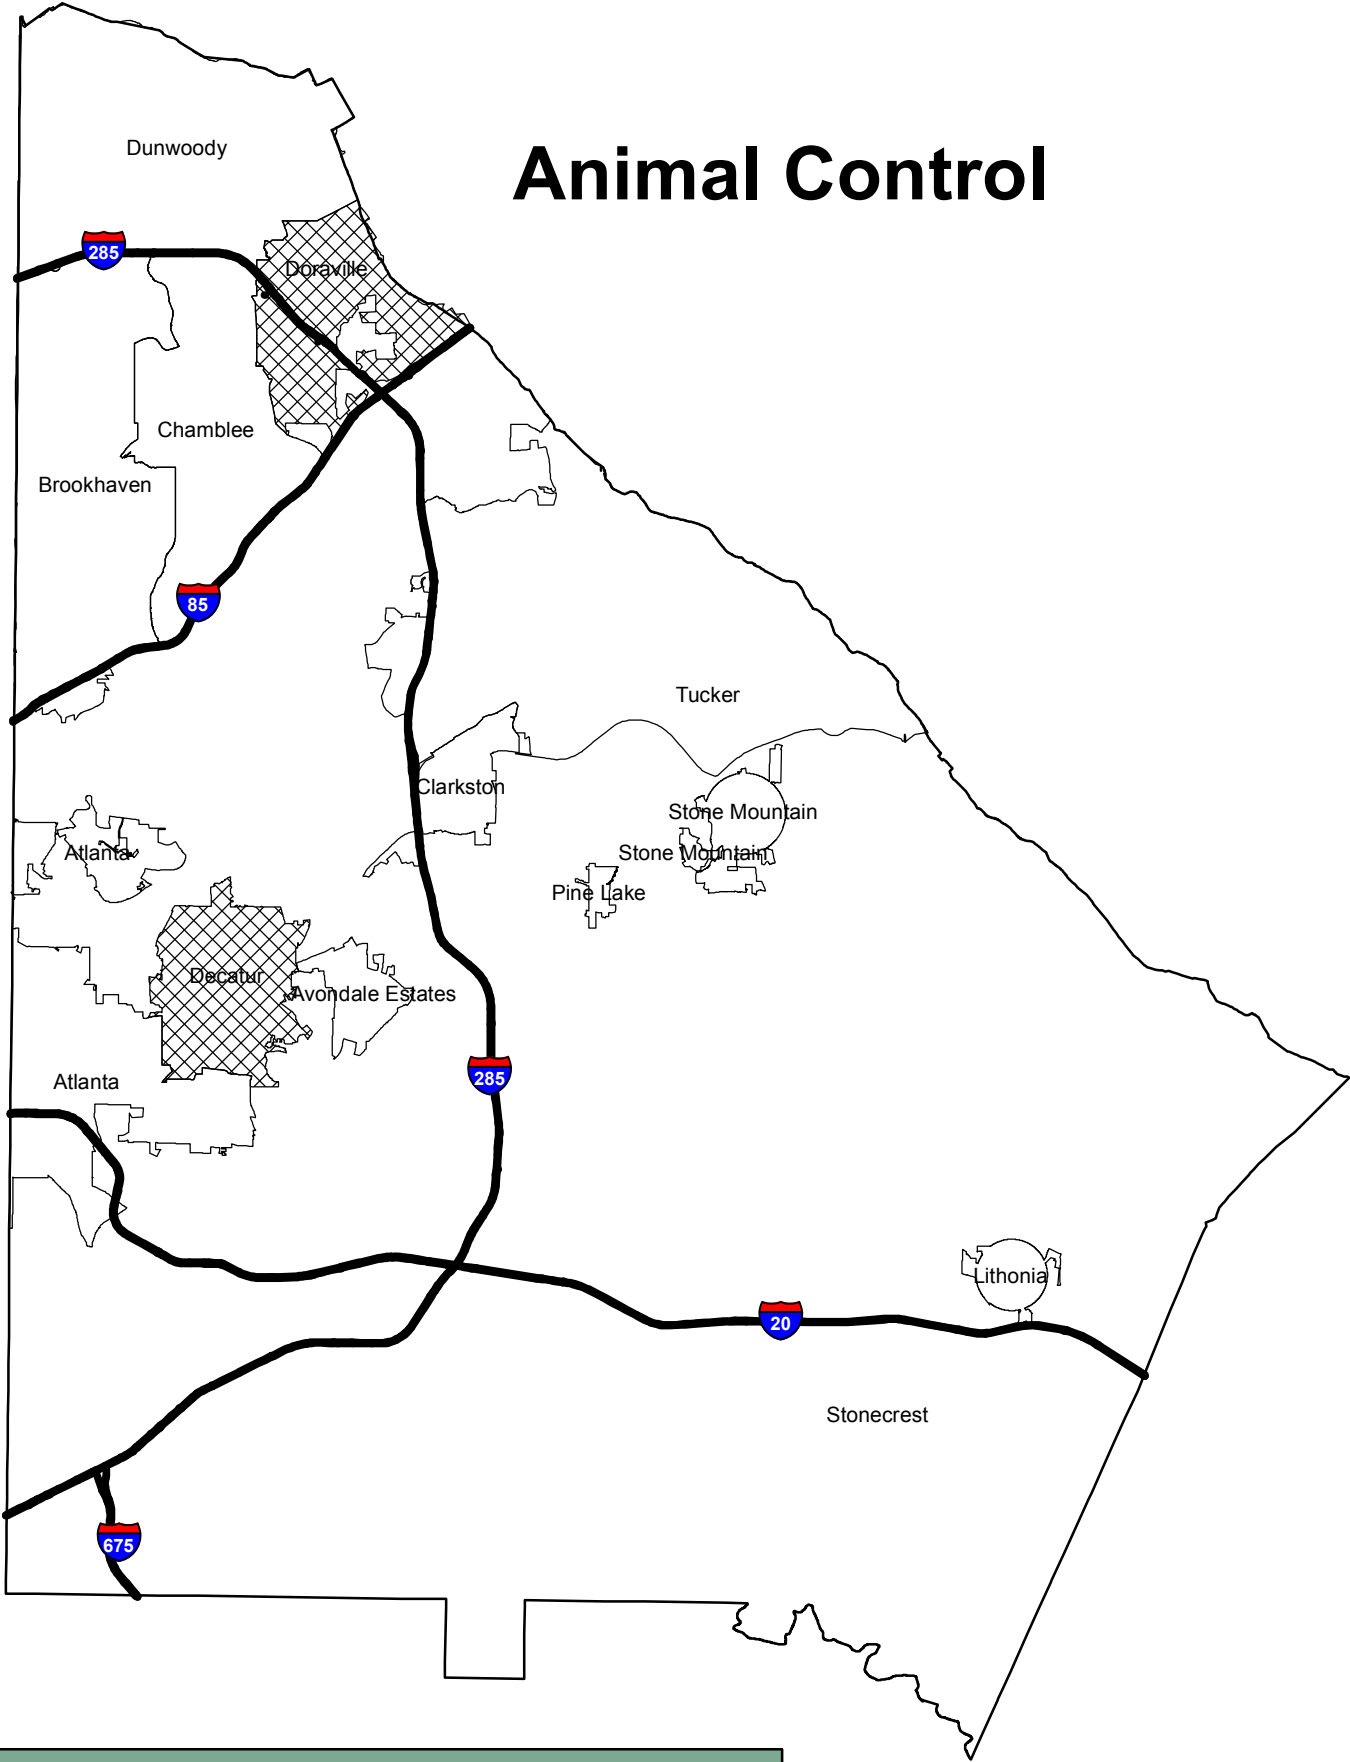 Dunwoody
Animal Control
285
Doraville
Chamblee
Brookhaven
85
Tucker
Clarkston
Stone Mountain
Atlanta
Stone Mountain
Pine Lake
Decatur
Avondale Estates
Atlanta
285
Lithonia
20
Stonecrest
675